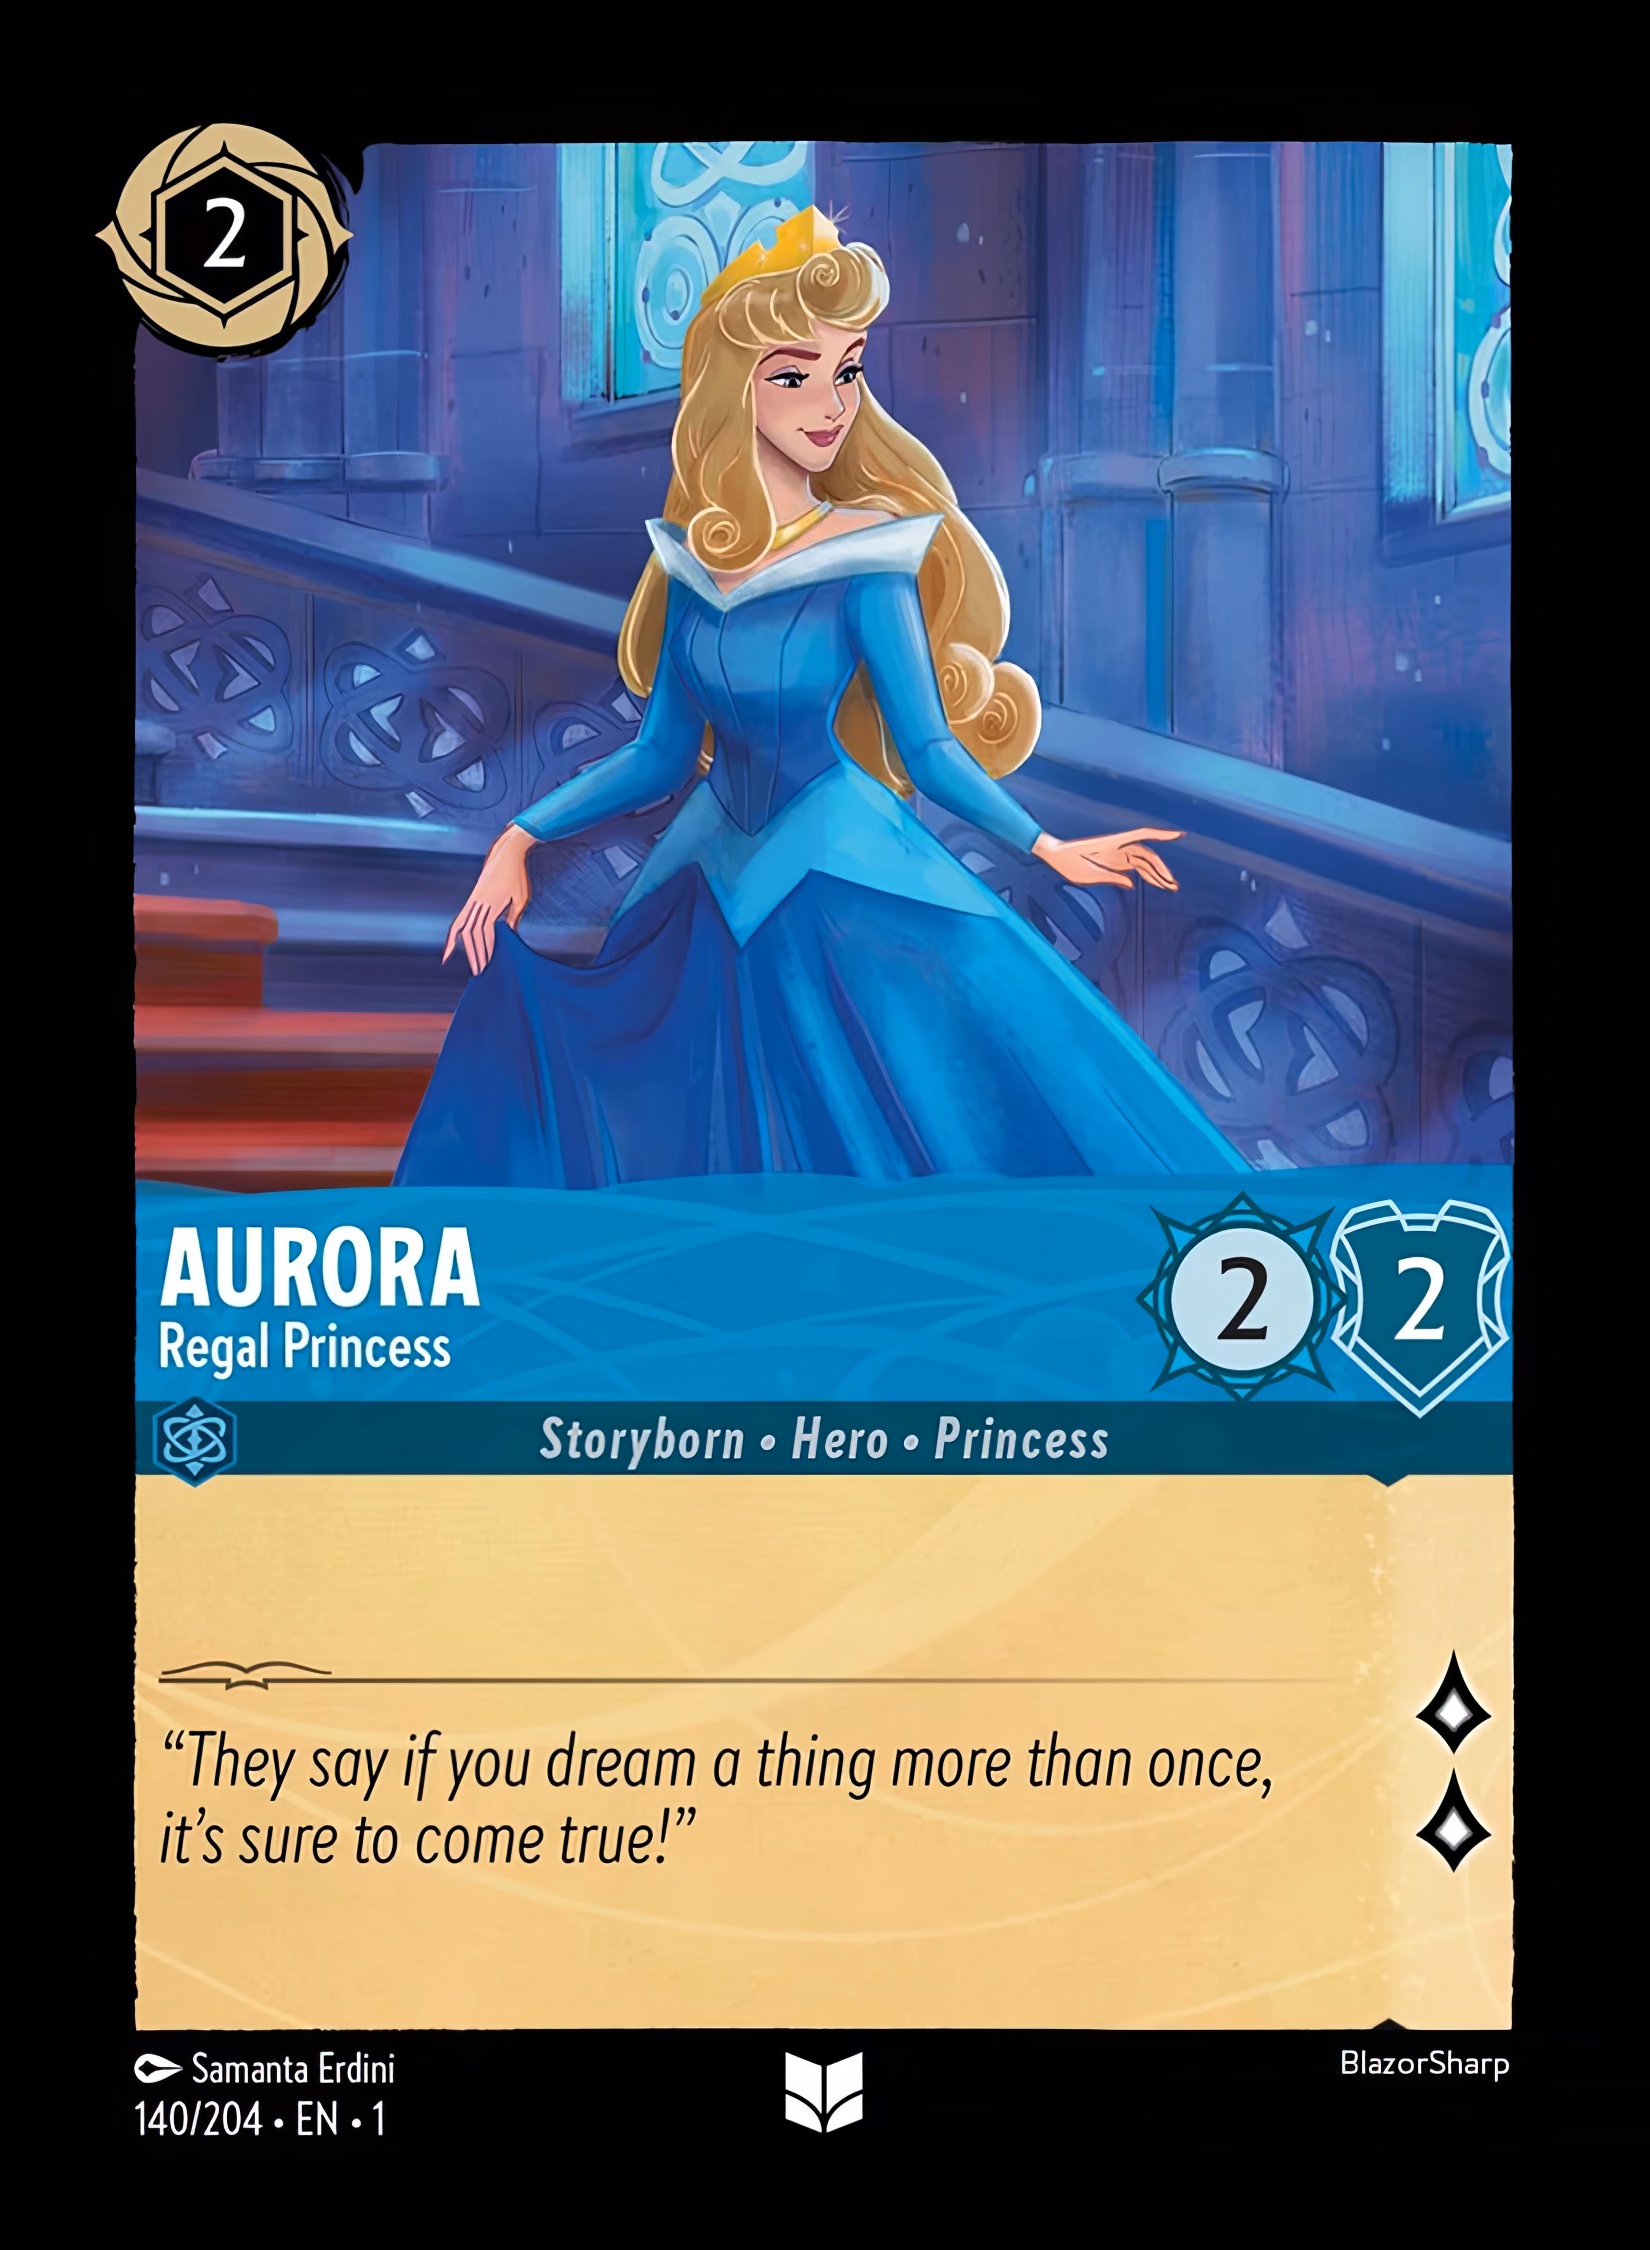 2
AURORA
Regal Princess
2 2
Storyborn • Hero • Princess
“They say if you dream a thing more than once,
it’s sure to come true!”
Samanta Erdini
140/204 • EN • 1
BlazorSharp